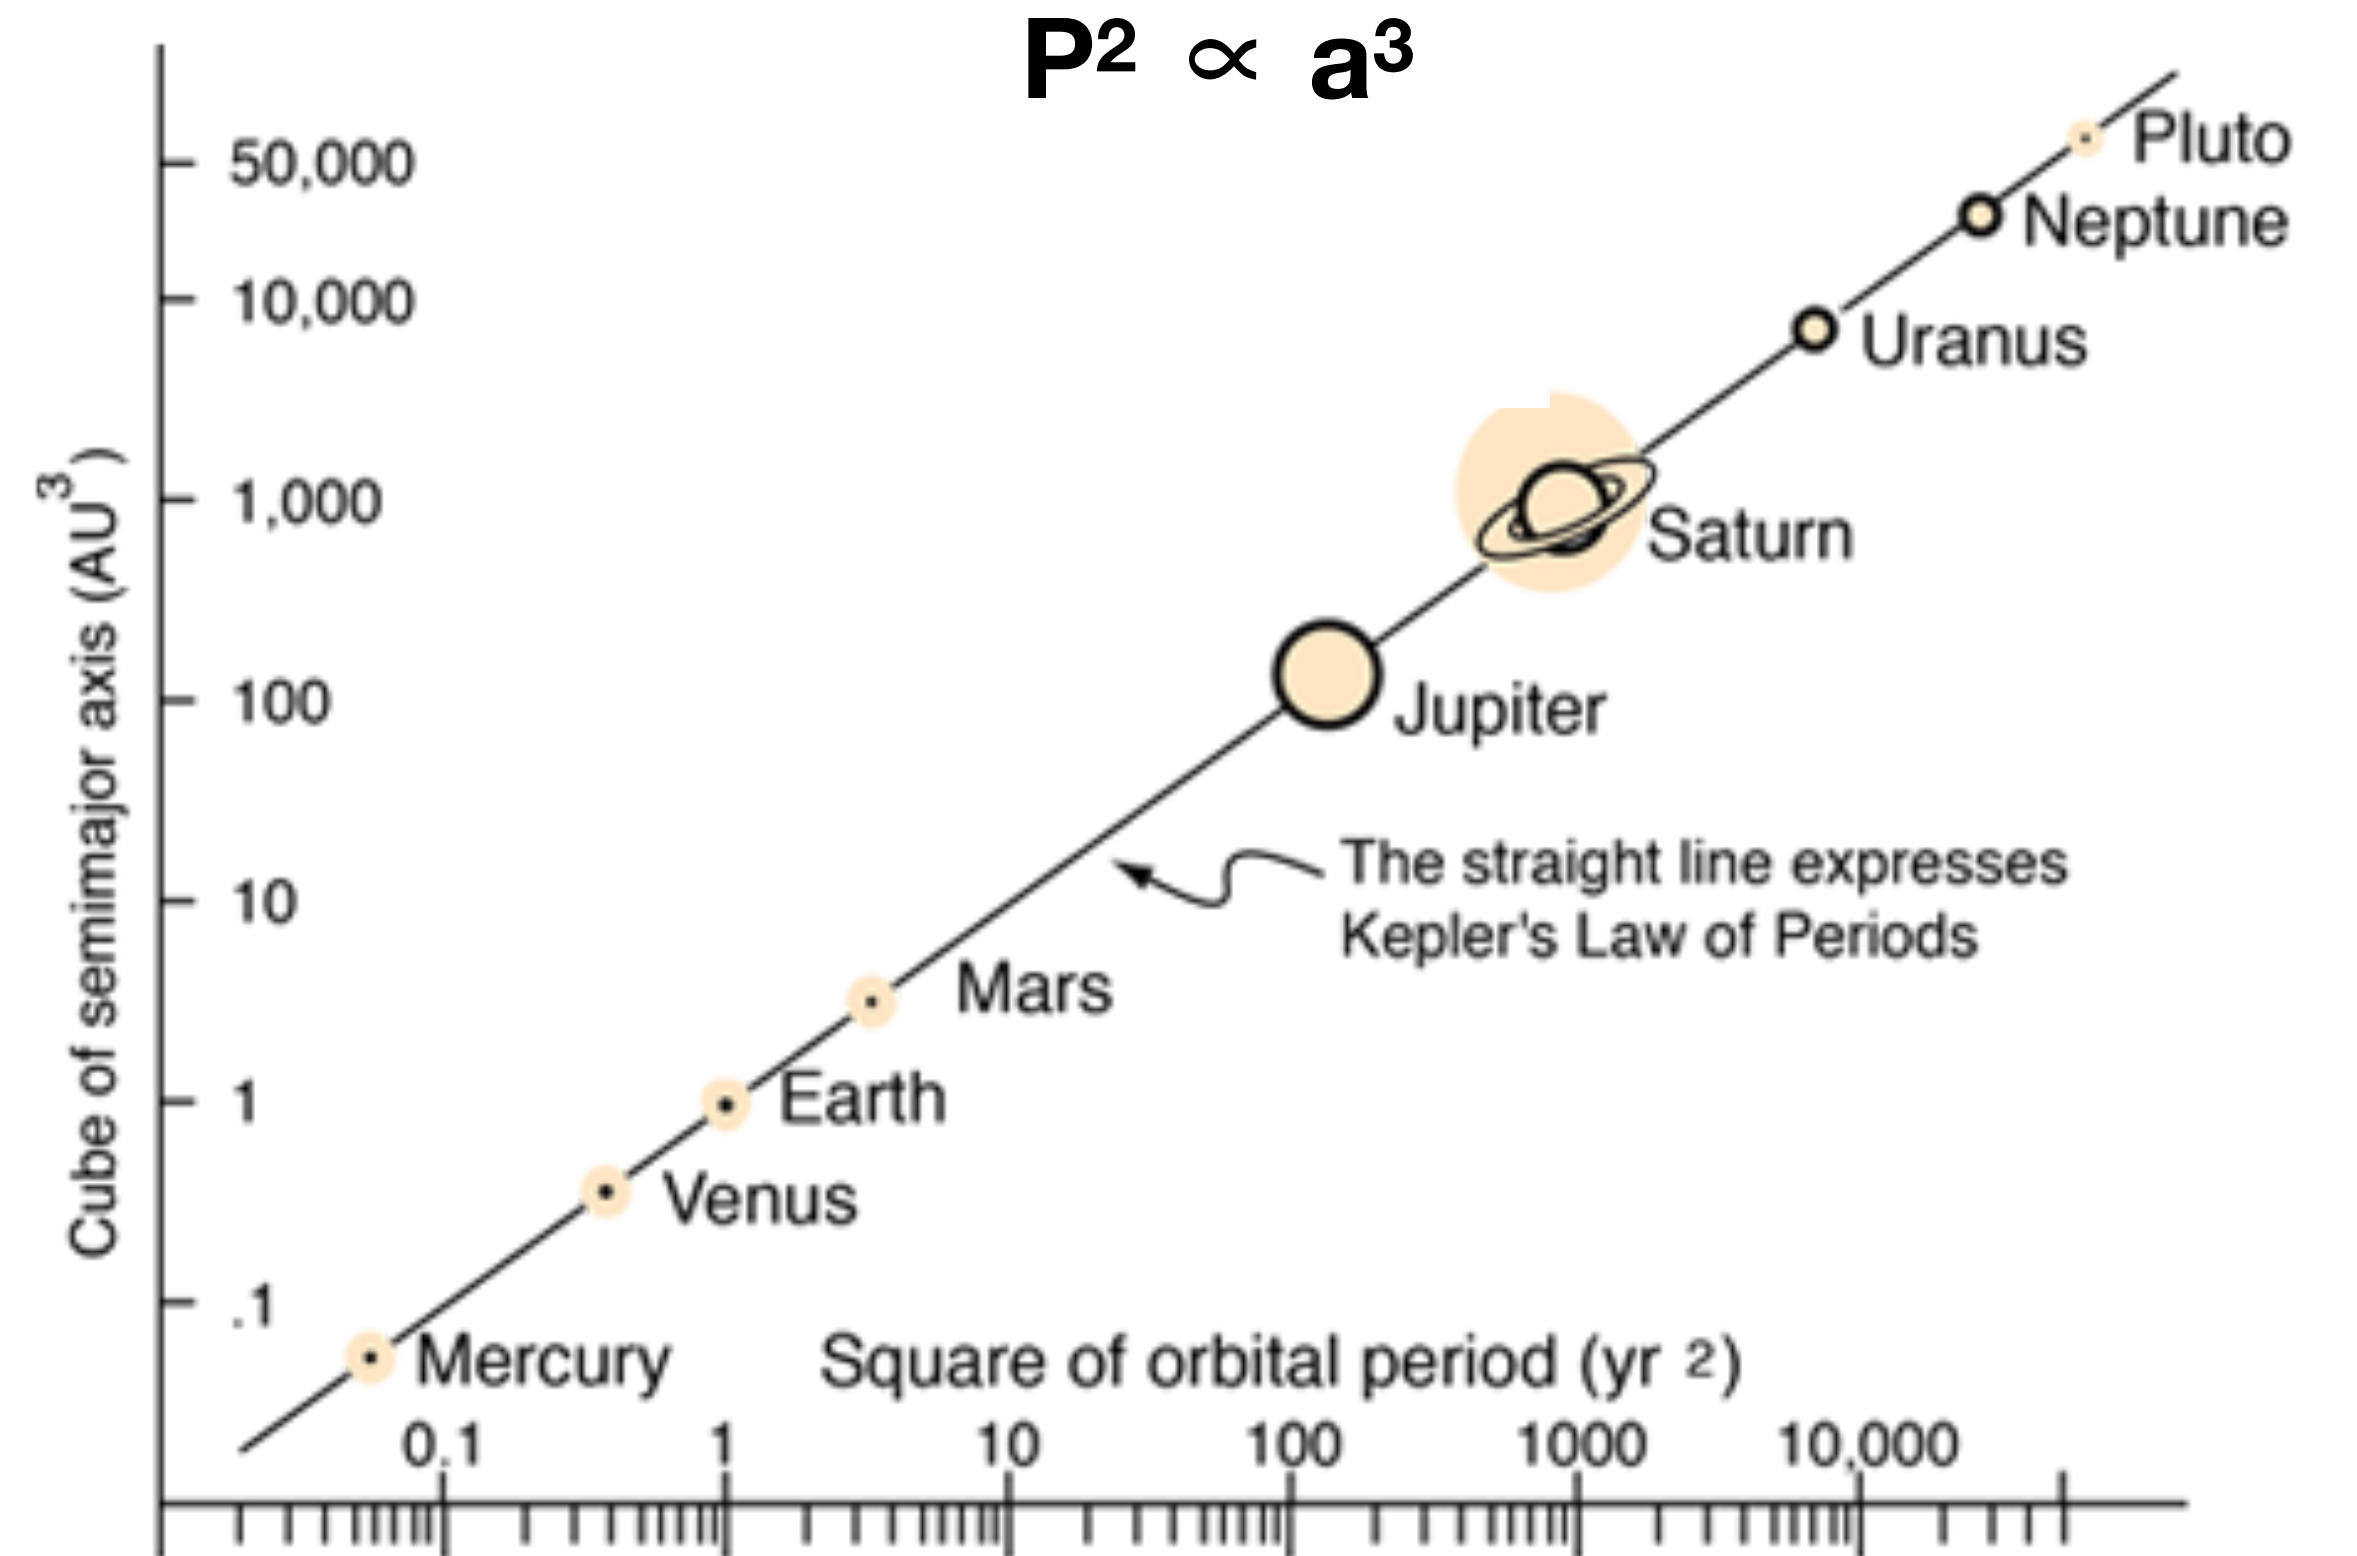 P² ∝ a³
50,000
10,000
1,000
100
10
1
.1
Cube of semimajor axis (AU³)
Pluto
Neptune
Uranus
Saturn
Jupiter
The straight line expresses
Kepler's Law of Periods
Mars
Earth
Venus
Mercury
Square of orbital period (yr ²)
0.1 1 10 100 1000 10,000